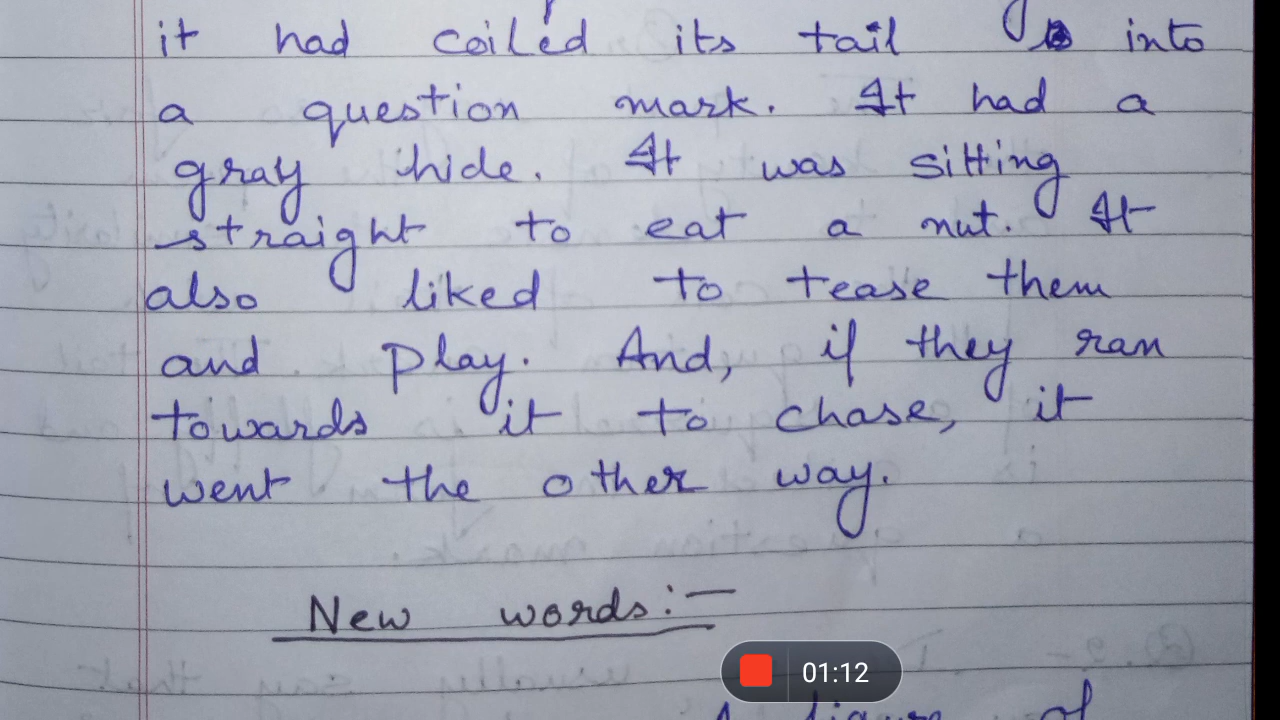 it had coiled its tail into
a question mark. It had a
gray hide. It was sitting
straight to eat a nut. It
also liked to tease them
and play. And, if they ran
towards it to chase, it
went the other way.
New words:-
01:12
A figure of